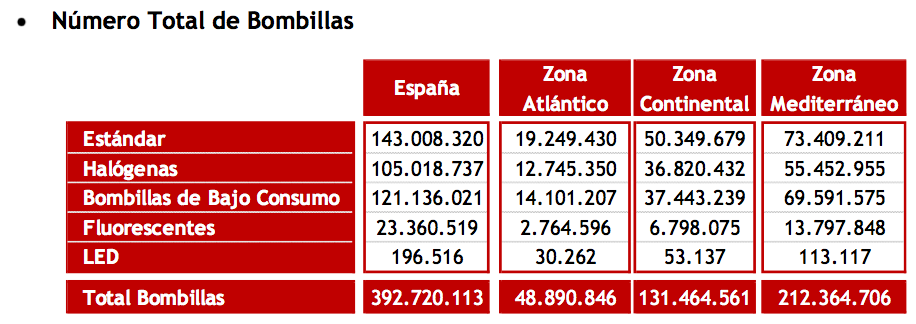 • Número Total de Bombillas
España Zona Atlántico Zona Continental Zona Mediterráneo
Estándar 143.008.320 19.249.430 50.349.679 73.409.211
Halógenas 105.018.737 12.745.350 36.820.432 55.452.955
Bombillas de Bajo Consumo 121.136.021 14.101.207 37.443.239 69.591.575
Fluorescentes 23.360.519 2.764.596 6.798.075 13.797.848
LED 196.516 30.262 53.137 113.117
Total Bombillas 392.720.113 48.890.846 131.464.561 212.364.706